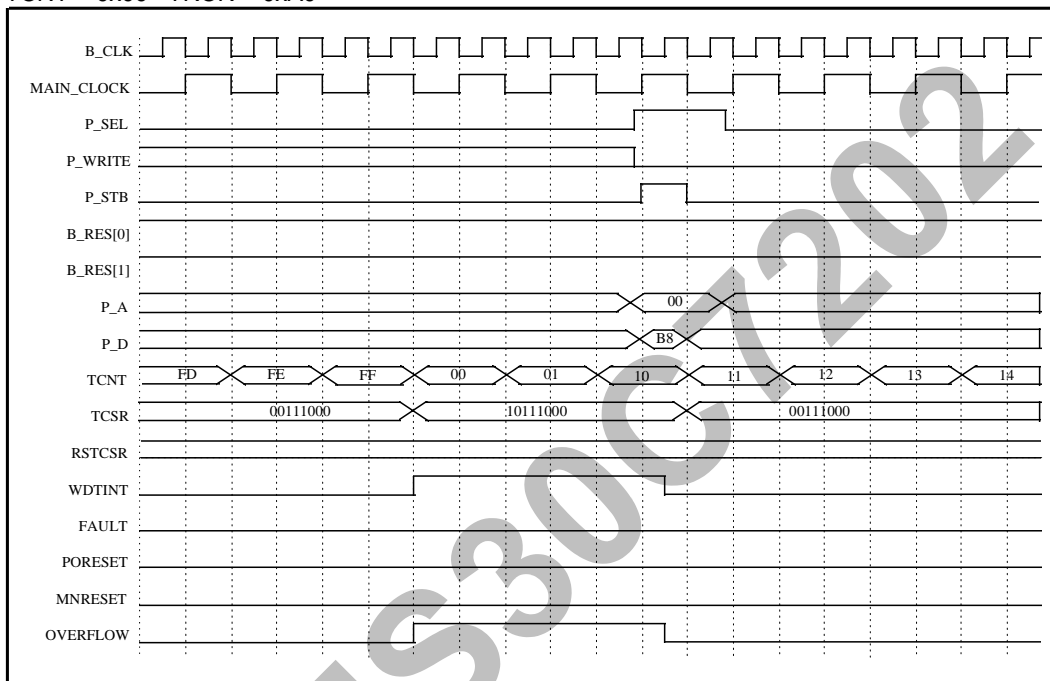 B_CLK
MAIN_CLOCK
P_SEL
P_WRITE
P_STB
B_RES[0]
B_RES[1]
P_A 00
P_D B8
TCNT FD FE FF 00 01 10 11 12 13 14
TCSR 00111000 10111000 00111000
RSTCSR
WDTINT
FAULT
PORESET
MNRESET
OVERFLOW
S30C7202